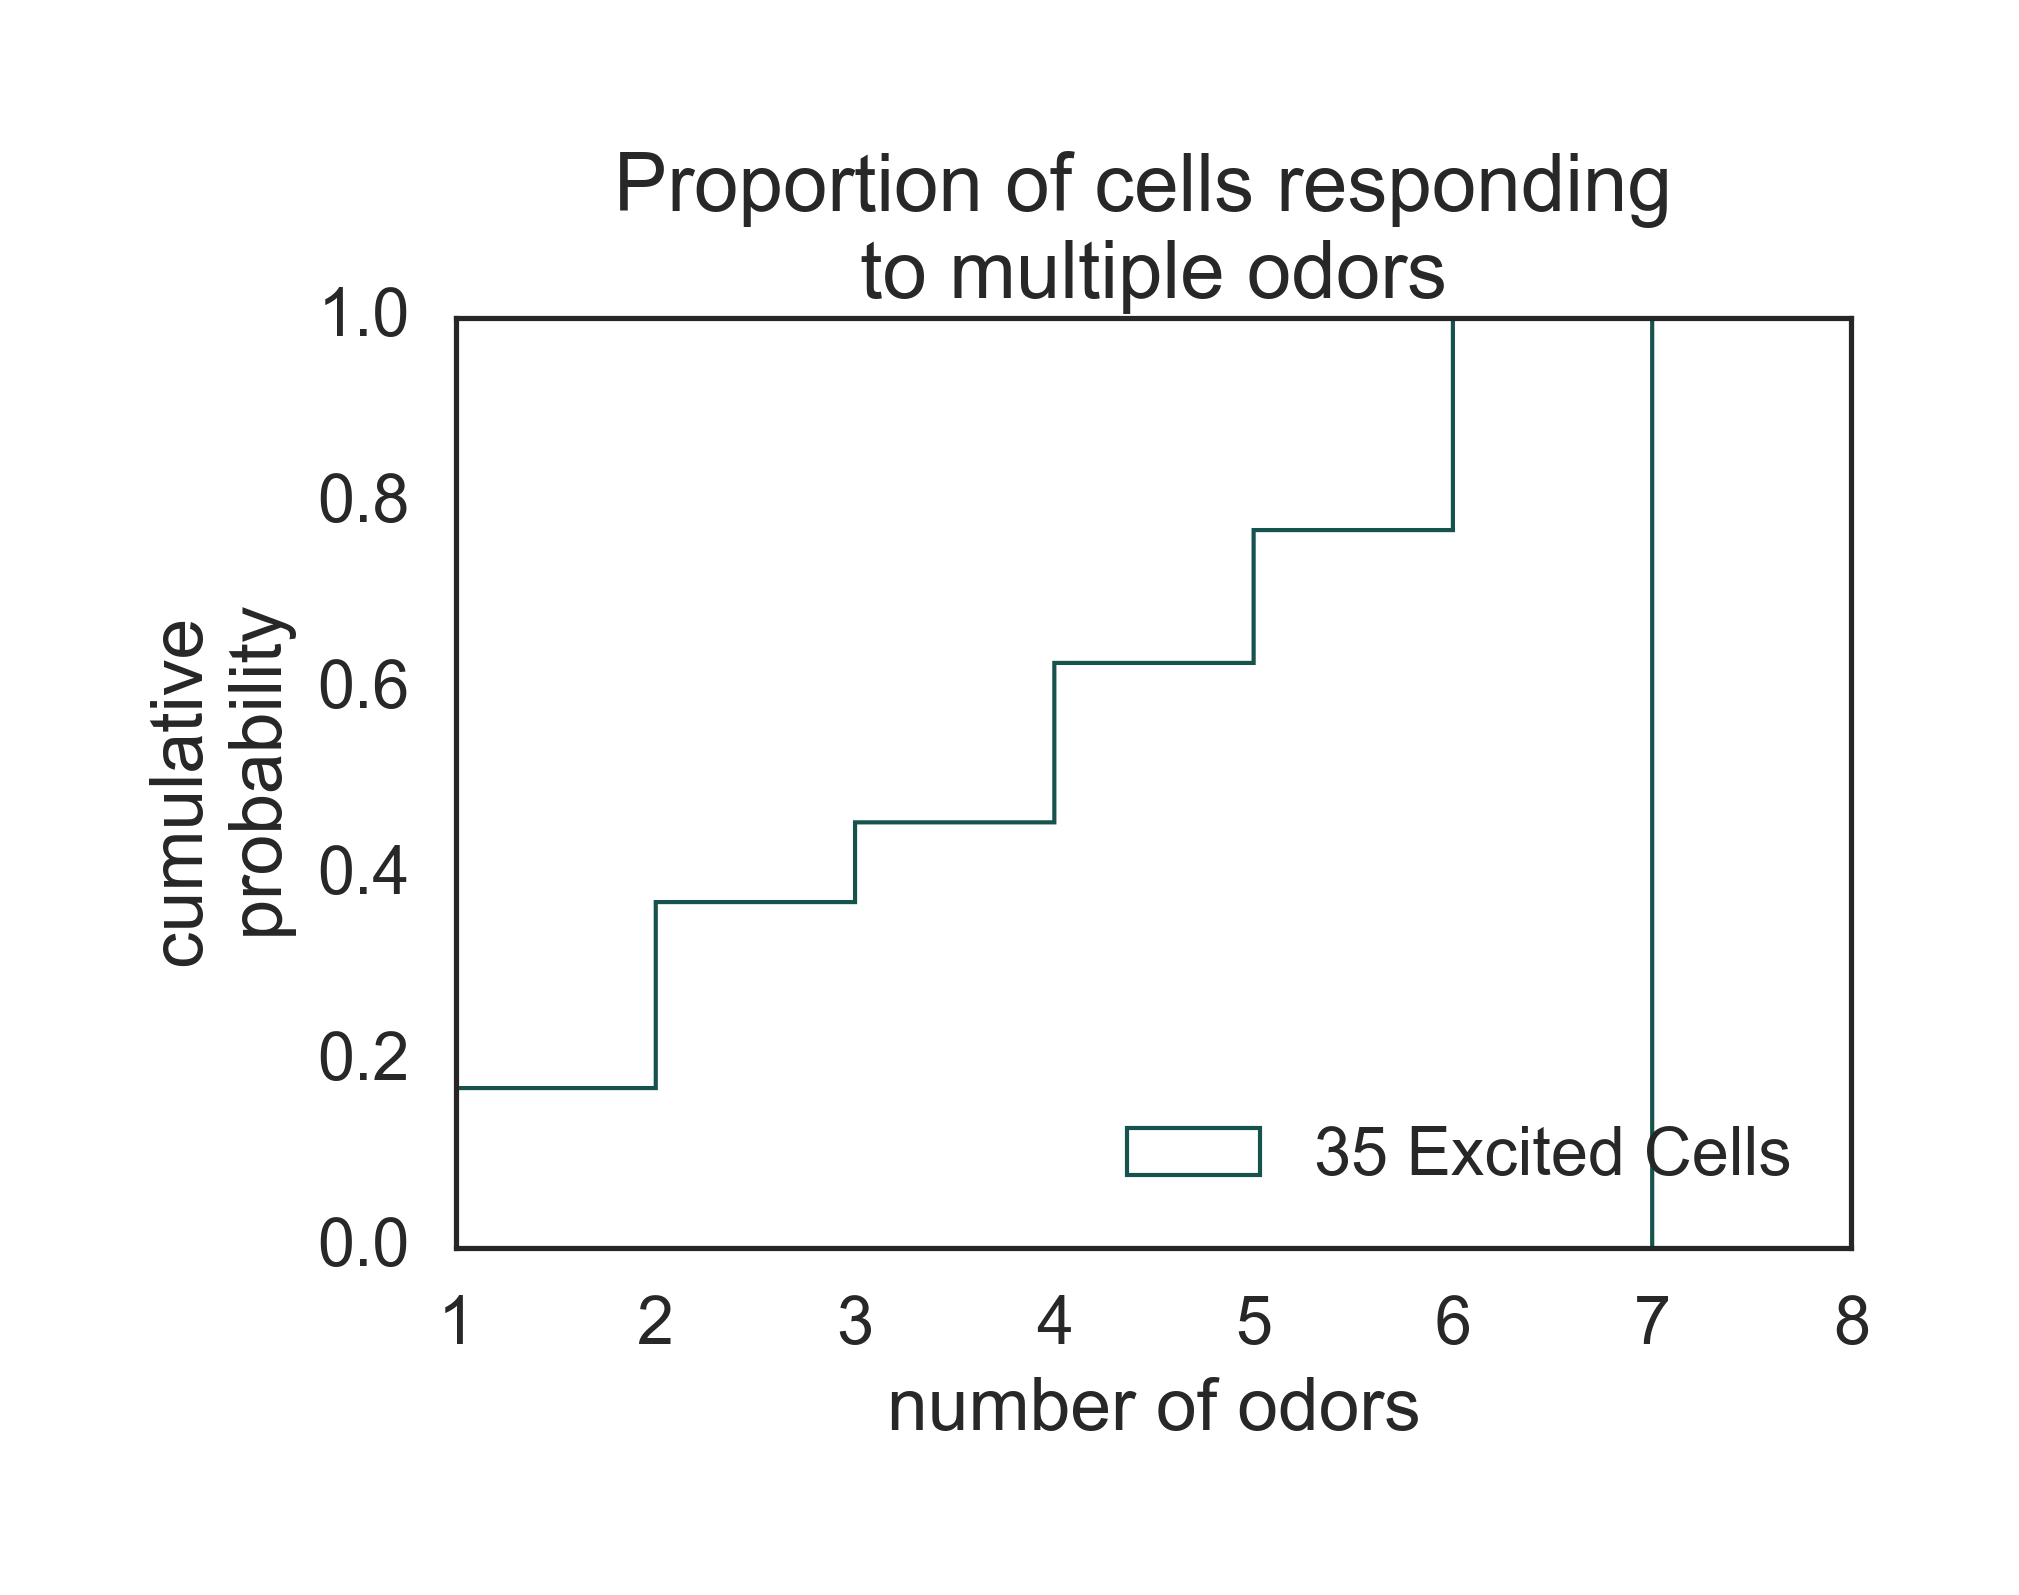 Proportion of cells responding
to multiple odors
1.0
0.8
0.6
0.4
0.2
0.0
cumulative
probability
35 Excited Cells
1 2 3 4 5 6 7 8
number of odors